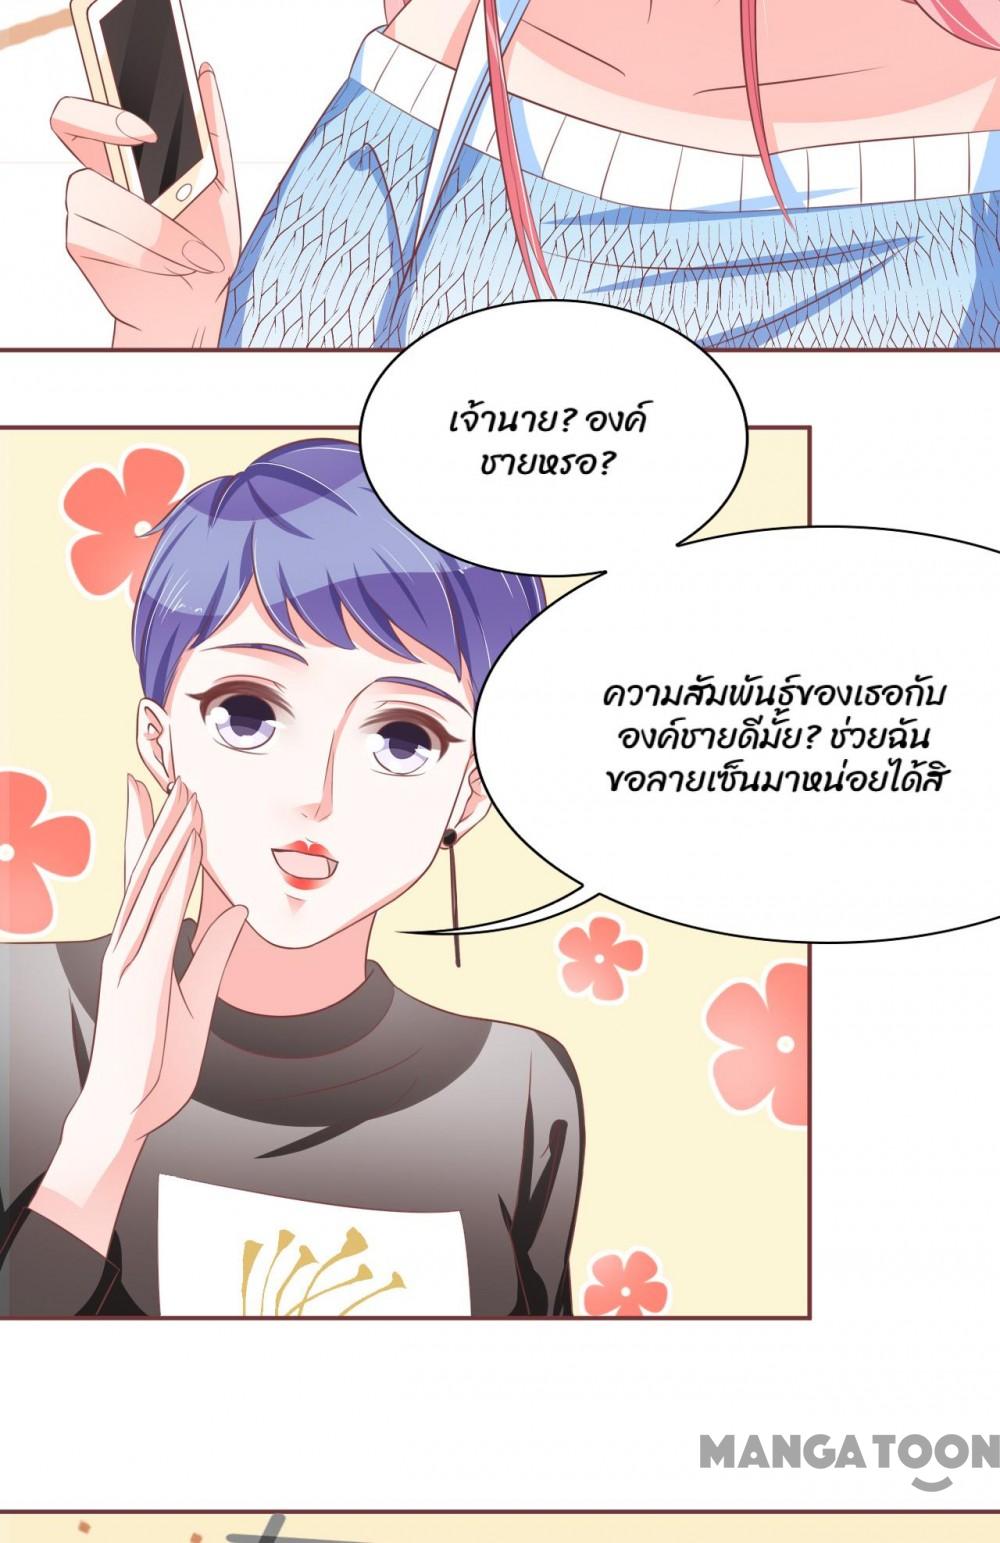 เจ้านาย? องค์
ชายหรอ?
ความสัมพันธ์ของเธอกับ
องค์ชายดีมั้ย? ช่วยฉัน
ขอลายเซ็นมาหน่อยได้สิ
MANGATOON